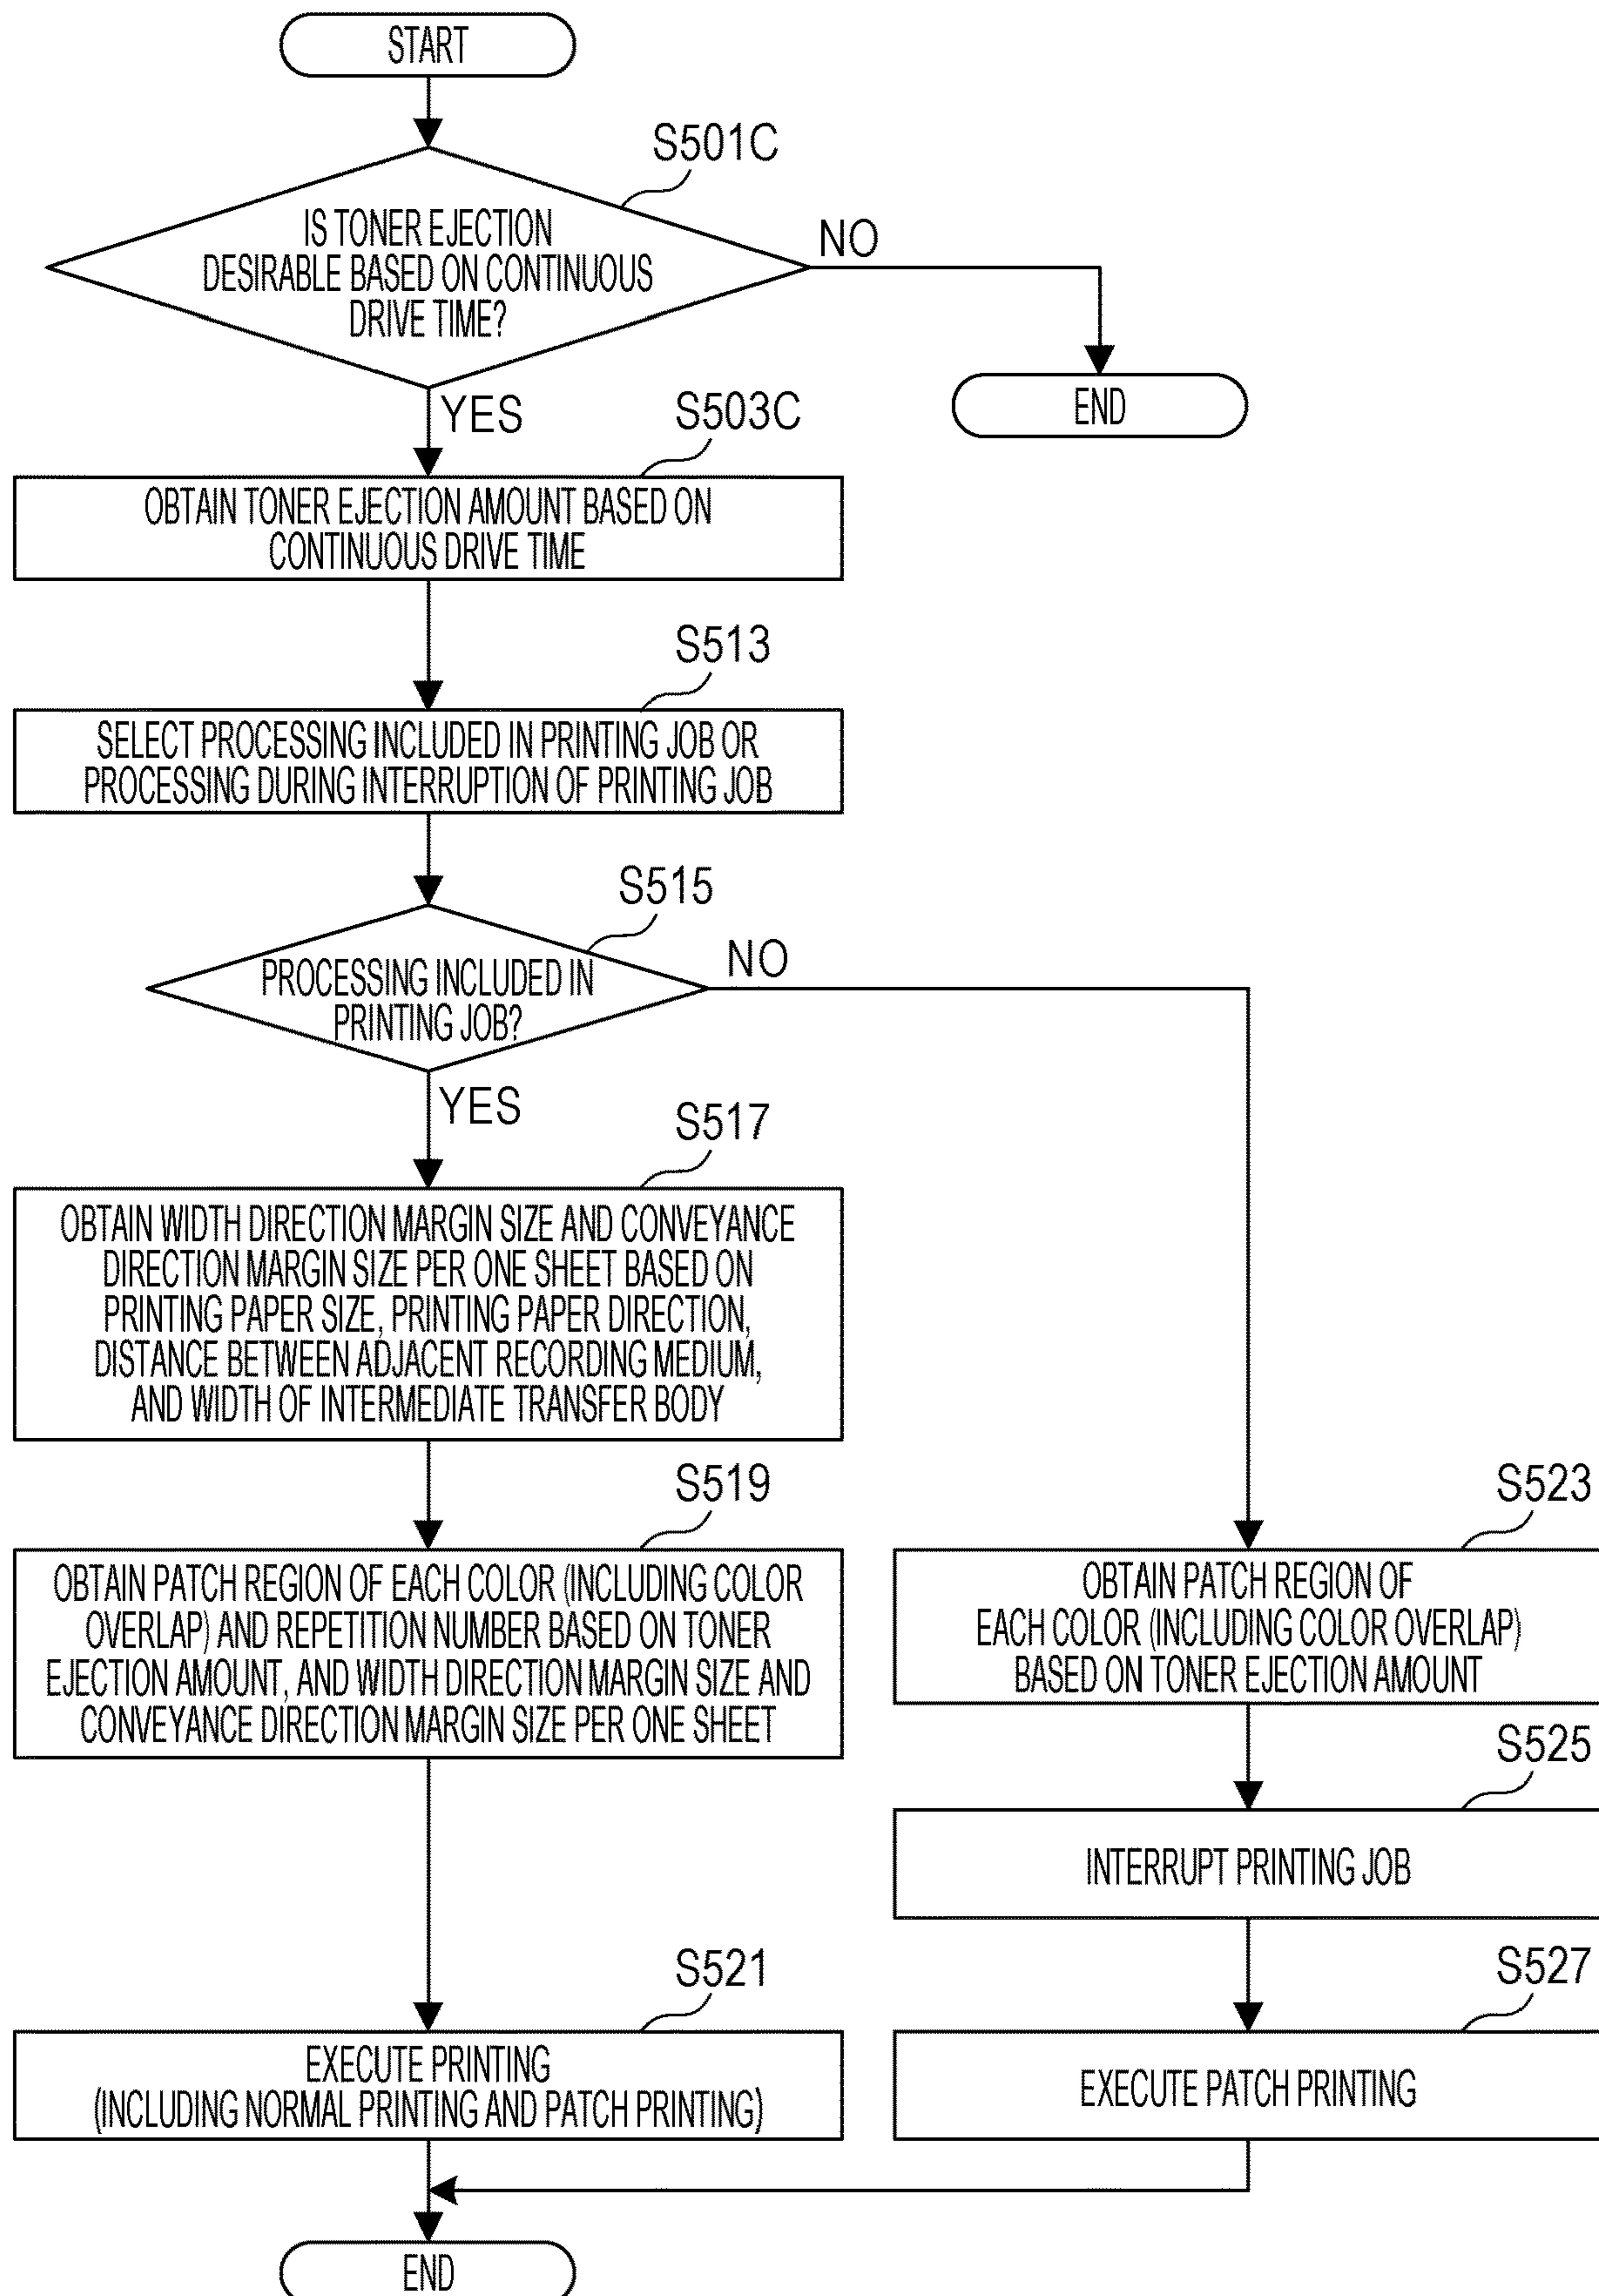 START
S501C
IS TONER EJECTION
DESIRABLE BASED ON CONTINUOUS
DRIVE TIME?
NO
END
YES
S503C
OBTAIN TONER EJECTION AMOUNT BASED ON
CONTINUOUS DRIVE TIME
S513
SELECT PROCESSING INCLUDED IN PRINTING JOB OR
PROCESSING DURING INTERRUPTION OF PRINTING JOB
S515
PROCESSING INCLUDED IN
PRINTING JOB?
NO
YES
S517
OBTAIN WIDTH DIRECTION MARGIN SIZE AND CONVEYANCE
DIRECTION MARGIN SIZE PER ONE SHEET BASED ON
PRINTING PAPER SIZE, PRINTING PAPER DIRECTION,
DISTANCE BETWEEN ADJACENT RECORDING MEDIUM,
AND WIDTH OF INTERMEDIATE TRANSFER BODY
S519
OBTAIN PATCH REGION OF EACH COLOR (INCLUDING COLOR
OVERLAP) AND REPETITION NUMBER BASED ON TONER
EJECTION AMOUNT, AND WIDTH DIRECTION MARGIN SIZE AND
CONVEYANCE DIRECTION MARGIN SIZE PER ONE SHEET
S523
OBTAIN PATCH REGION OF
EACH COLOR (INCLUDING COLOR OVERLAP)
BASED ON TONER EJECTION AMOUNT
S525
INTERRUPT PRINTING JOB
S521
EXECUTE PRINTING
(INCLUDING NORMAL PRINTING AND PATCH PRINTING)
S527
EXECUTE PATCH PRINTING
END